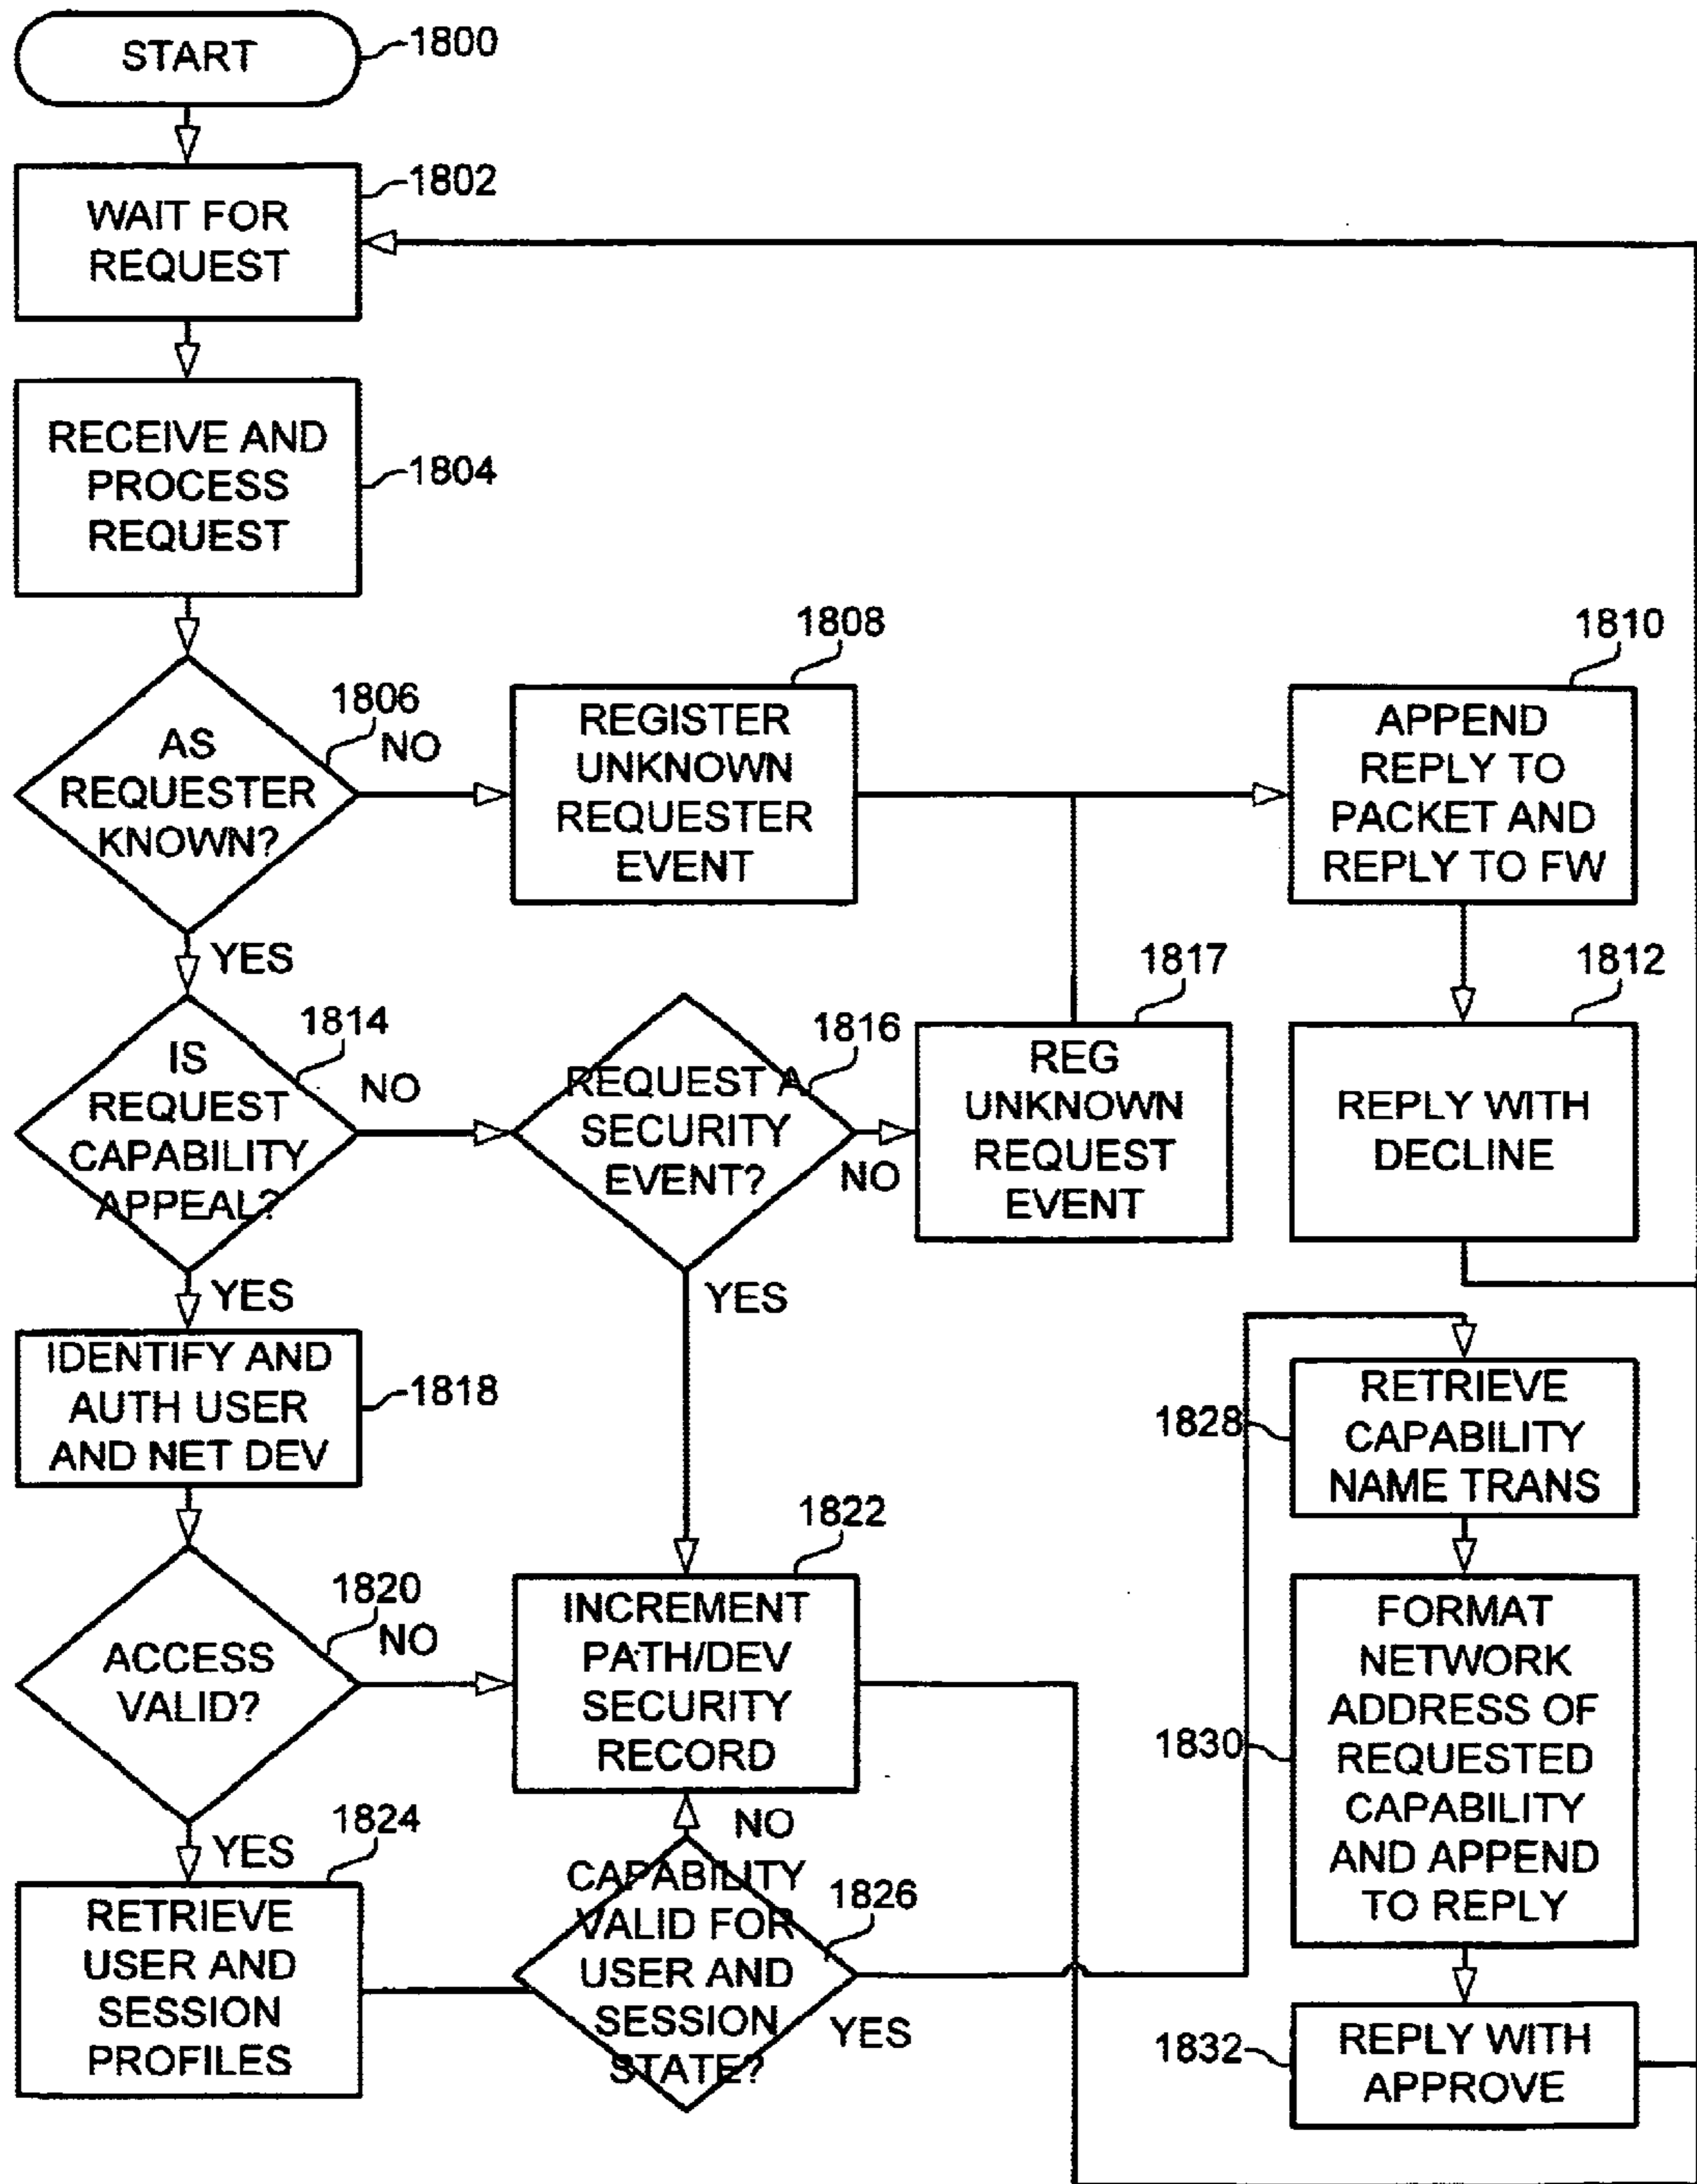 START
1800
WAIT FOR
REQUEST
1802
RECEIVE AND
PROCESS
REQUEST
1804
AS
REQUESTER
KNOWN?
1806
NO
YES
REGISTER
UNKNOWN
REQUESTER
EVENT
1808
APPEND
REPLY TO
PACKET AND
REPLY TO FW
1810
IS
REQUEST
CAPABILITY
APPEAL?
1814
NO
YES
REQUEST A
SECURITY
EVENT?
1816
NO
YES
REG
UNKNOWN
REQUEST
EVENT
1817
REPLY WITH
DECLINE
1812
IDENTIFY AND
AUTH USER
AND NET DEV
1818
ACCESS
VALID?
1820
NO
YES
INCREMENT
PATH/DEV
SECURITY
RECORD
1822
RETRIEVE
USER AND
SESSION
PROFILES
1824
CAPABILITY
VALID FOR
USER AND
SESSION
STATE?
1826
NO
YES
RETRIEVE
CAPABILITY
NAME TRANS
1828
FORMAT
NETWORK
ADDRESS OF
REQUESTED
CAPABILITY
AND APPEND
TO REPLY
1830
REPLY WITH
APPROVE
1832